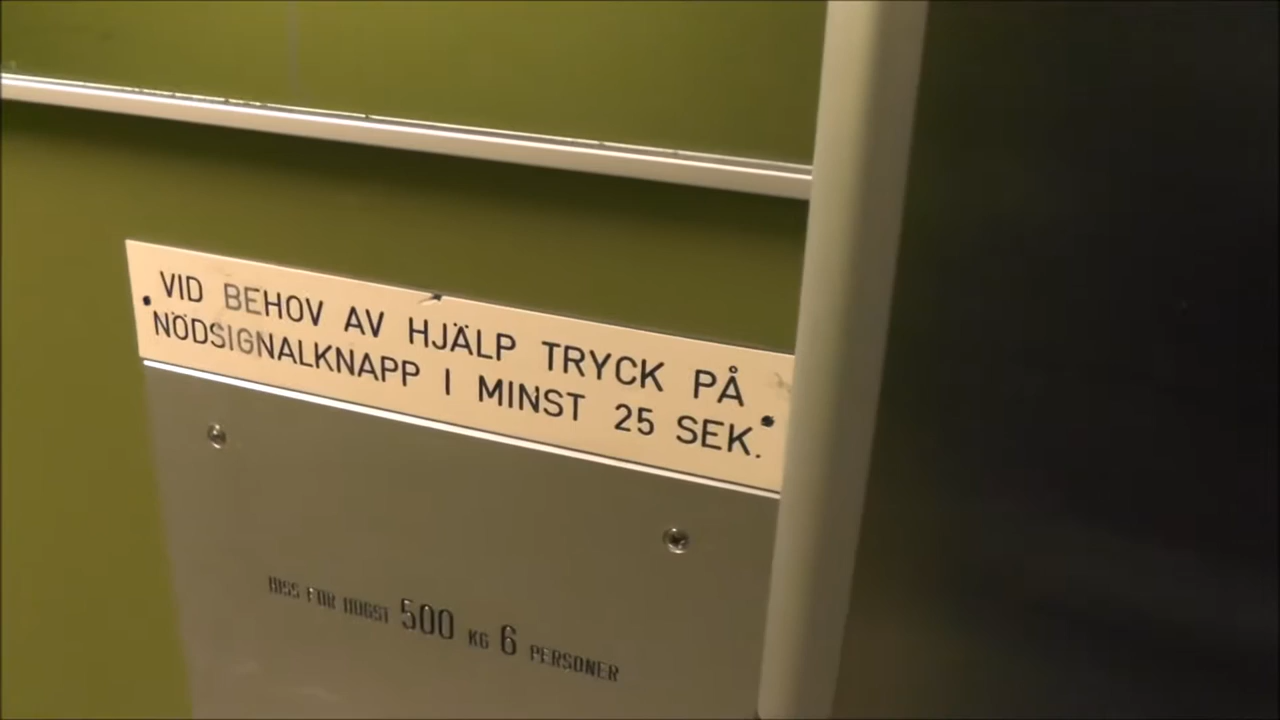 VID BEHOV AV HJÄLP TRYCK PÅ
NÖDSIGNALKNAPP I MINST 25 SEK.
HISS FÖR HÖGST 500 KG 6 PERSONER